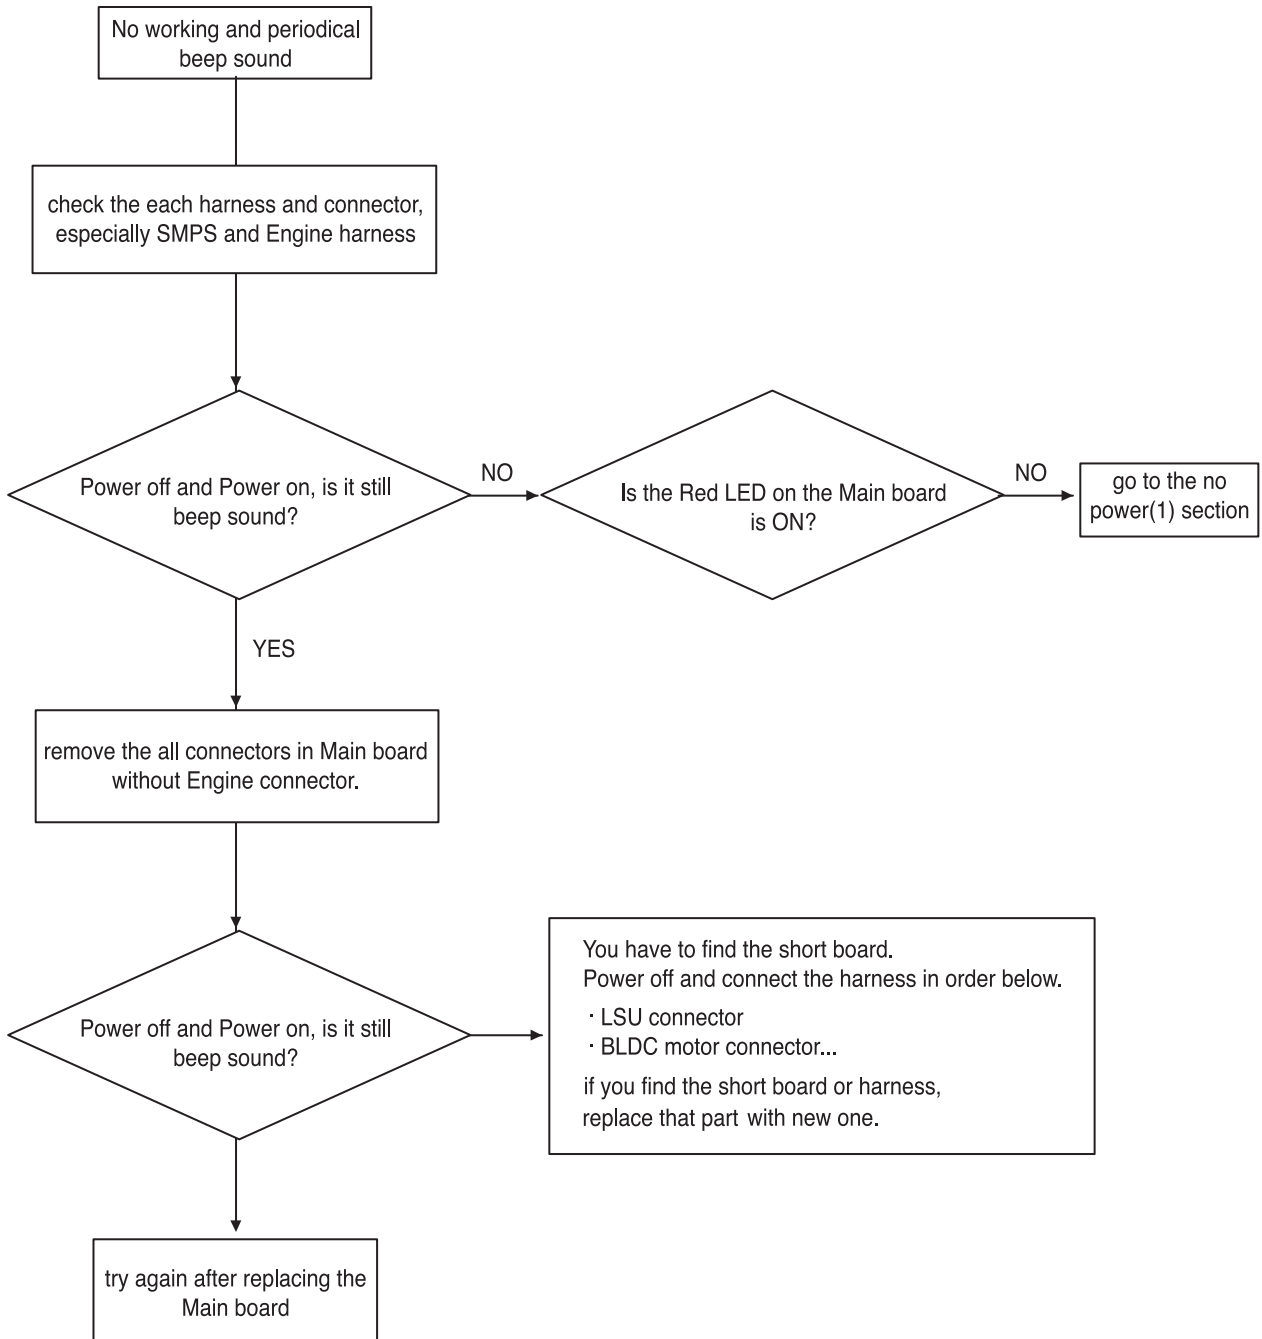 No working and periodical
beep sound
check the each harness and connector,
especially SMPS and Engine harness
Power off and Power on, is it still
beep sound?
NO
Is the Red LED on the Main board
is ON?
NO
go to the no
power(1) section
YES
remove the all connectors in Main board
without Engine connector.
Power off and Power on, is it still
beep sound?
You have to find the short board.
Power off and connect the harness in order below.
· LSU connector
· BLDC motor connector...
if you find the short board or harness,
replace that part with new one.
try again after replacing the
Main board